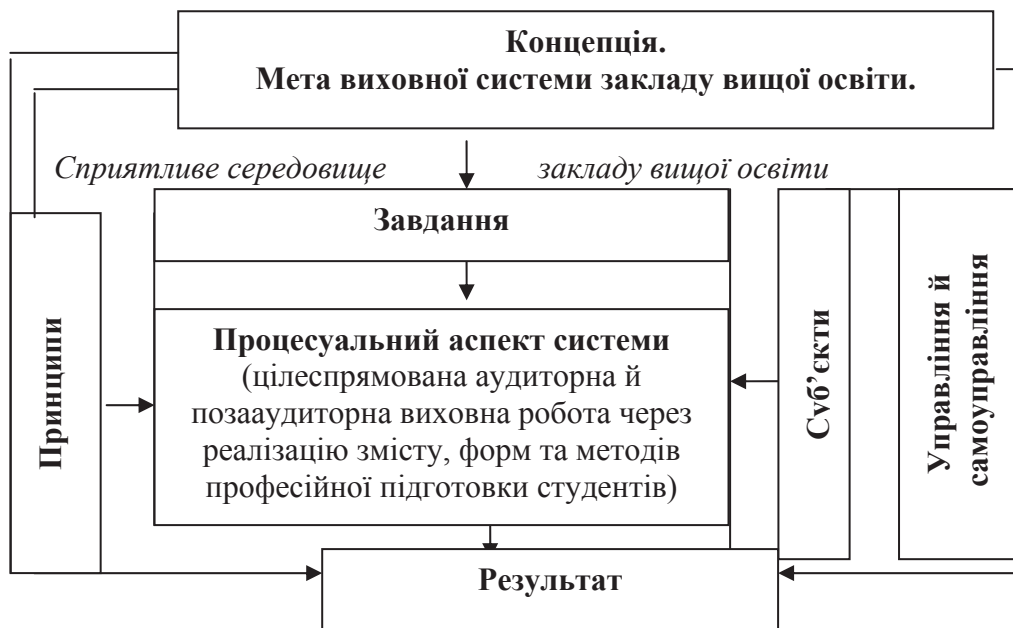 Концепція.
Мета виховної системи закладу вищої освіти.
Сприятливе середовище закладу вищої освіти
Завдання
Процесуальний аспект системи
(цілеспрямована аудиторна й
позааудиторна виховна робота через
реалізацію змісту, форм та методів
професійної підготовки студентів)
Принципи
Суб’єкти
Управління й
самоуправління
Результат